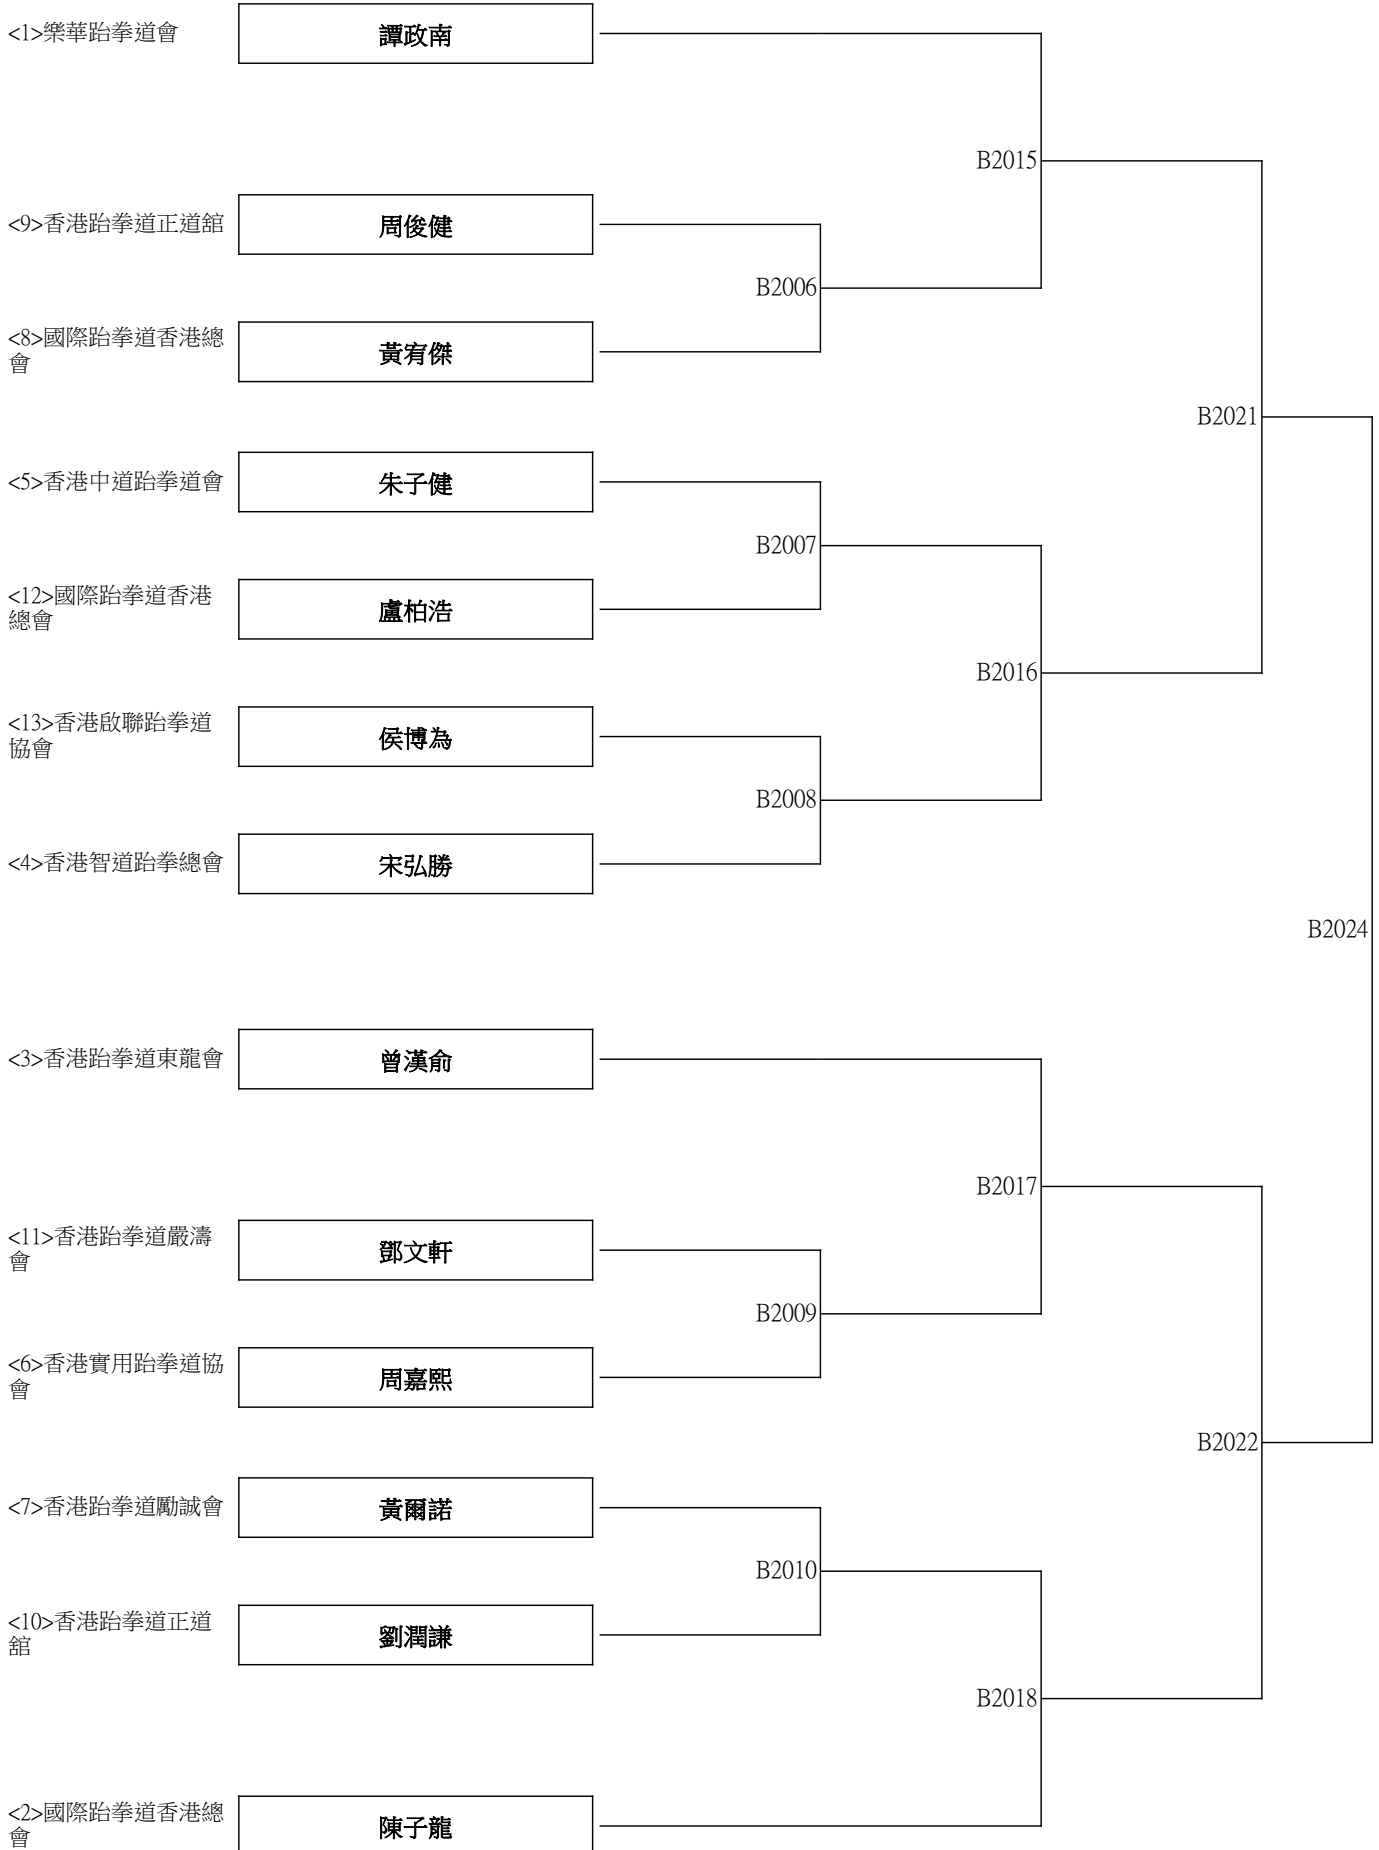 <1>樂華跆拳道會
譚政南
B2015
<9>香港跆拳道正道舘
周俊健
B2006
<8>國際跆拳道香港總
會
黃宥傑
B2021
<5>香港中道跆拳道會
朱子健
B2007
<12>國際跆拳道香港
總會
盧柏浩
B2016
<13>香港啟聯跆拳道
協會
侯博為
B2008
<4>香港智道跆拳總會
宋弘勝
B2024
<3>香港跆拳道東龍會
曾漢俞
B2017
<11>香港跆拳道嚴濤
會
鄧文軒
B2009
<6>香港實用跆拳道協
會
周嘉熙
B2022
<7>香港跆拳道勵誠會
黃爾諾
B2010
<10>香港跆拳道正道
舘
劉潤謙
B2018
<2>國際跆拳道香港總
會
陳子龍